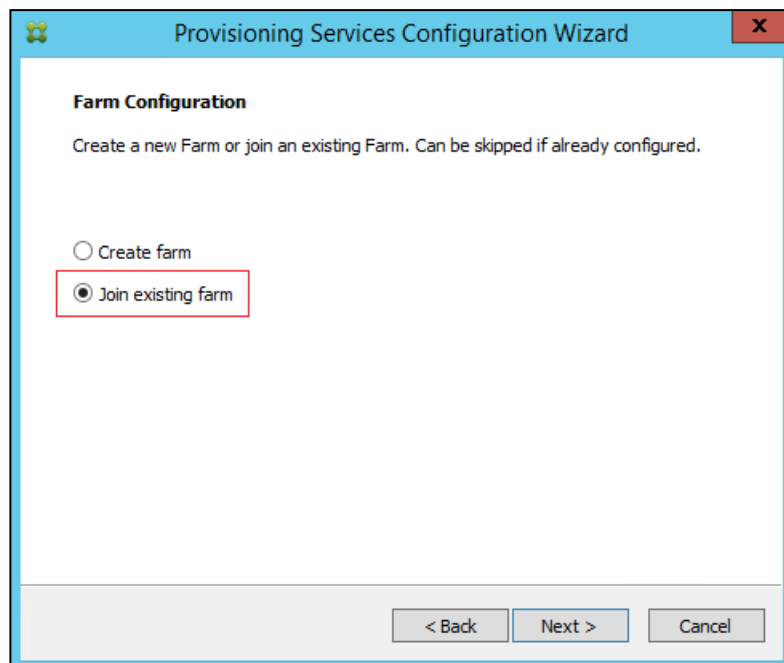 Provisioning Services Configuration Wizard
x
Farm Configuration
Create a new Farm or join an existing Farm. Can be skipped if already configured.
Create farm
Join existing farm
< Back Next > Cancel